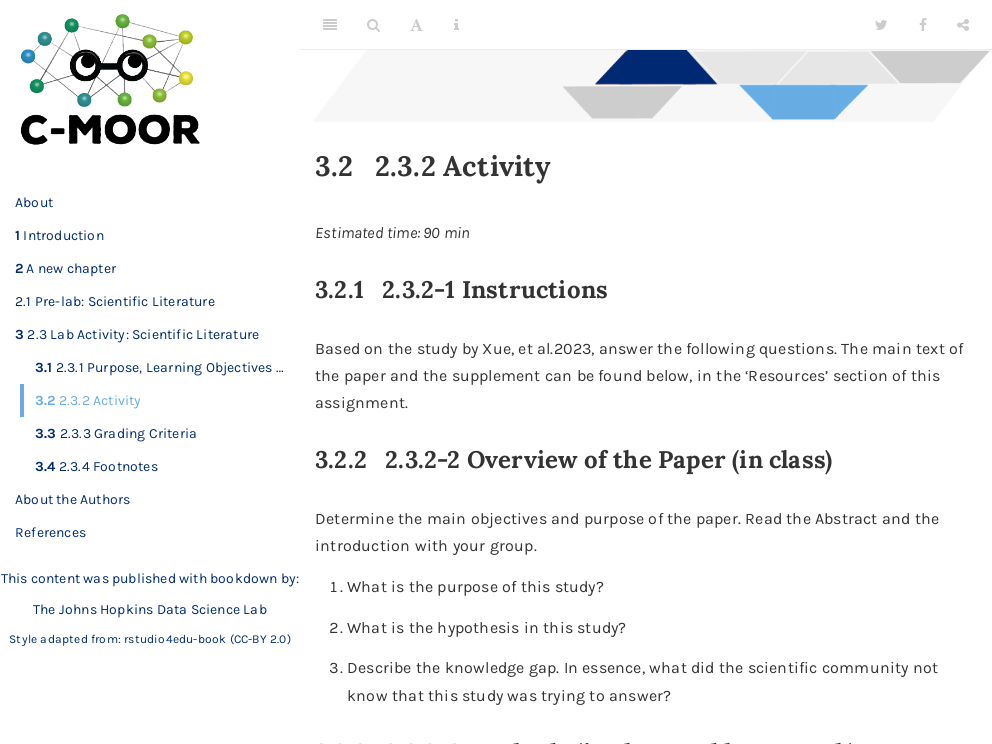 C-MOOR
About
1 Introduction
2 A new chapter
2.1 Pre-lab: Scientific Literature
3 2.3 Lab Activity: Scientific Literature
3.1 2.3.1 Purpose, Learning Objectives ...
3.2 2.3.2 Activity
3.3 2.3.3 Grading Criteria
3.4 2.3.4 Footnotes
About the Authors
References
This content was published with bookdown by:
The Johns Hopkins Data Science Lab
Style adapted from: rstudio4edu-book (CC-BY 2.0)
3.2 2.3.2 Activity
Estimated time: 90 min
3.2.1 2.3.2-1 Instructions
Based on the study by Xue, et al.2023, answer the following questions. The main text of
the paper and the supplement can be found below, in the ‘Resources’ section of this
assignment.
3.2.2 2.3.2-2 Overview of the Paper (in class)
Determine the main objectives and purpose of the paper. Read the Abstract and the
introduction with your group.
1. What is the purpose of this study?
2. What is the hypothesis in this study?
3. Describe the knowledge gap. In essence, what did the scientific community not
know that this study was trying to answer?